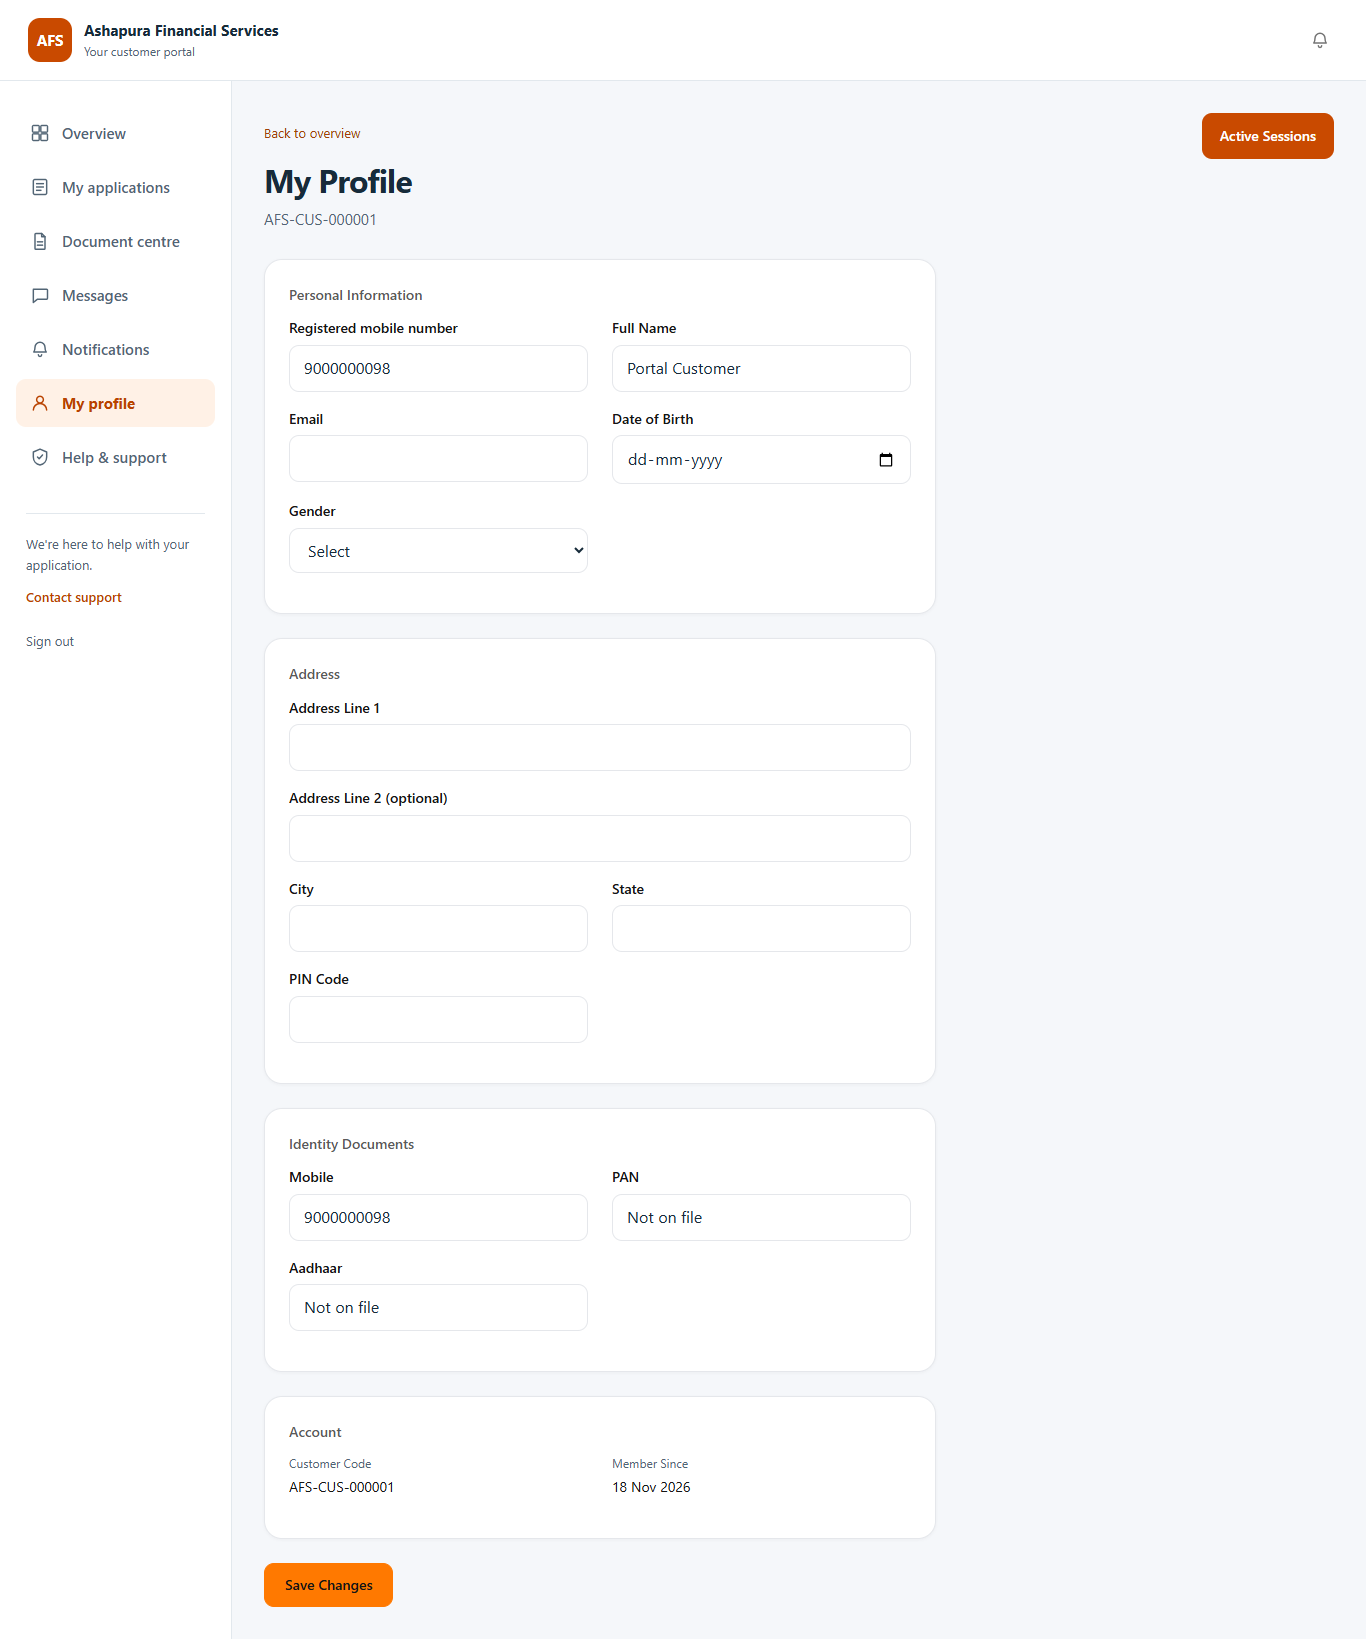 AFS
Ashapura Financial Services
Your customer portal
Overview
My applications
Document centre
Messages
Notifications
My profile
Help & support
We're here to help with your
application.
Contact support
Sign out
Back to overview
Active Sessions
My Profile
AFS-CUS-000001
Personal Information
Registered mobile number
Full Name
9000000098
Portal Customer
Email
Date of Birth
dd-mm-yyyy
Gender
Select
Address
Address Line 1
Address Line 2 (optional)
City
State
PIN Code
Identity Documents
Mobile
PAN
9000000098
Not on file
Aadhaar
Not on file
Account
Customer Code
Member Since
AFS-CUS-000001
18 Nov 2026
Save Changes